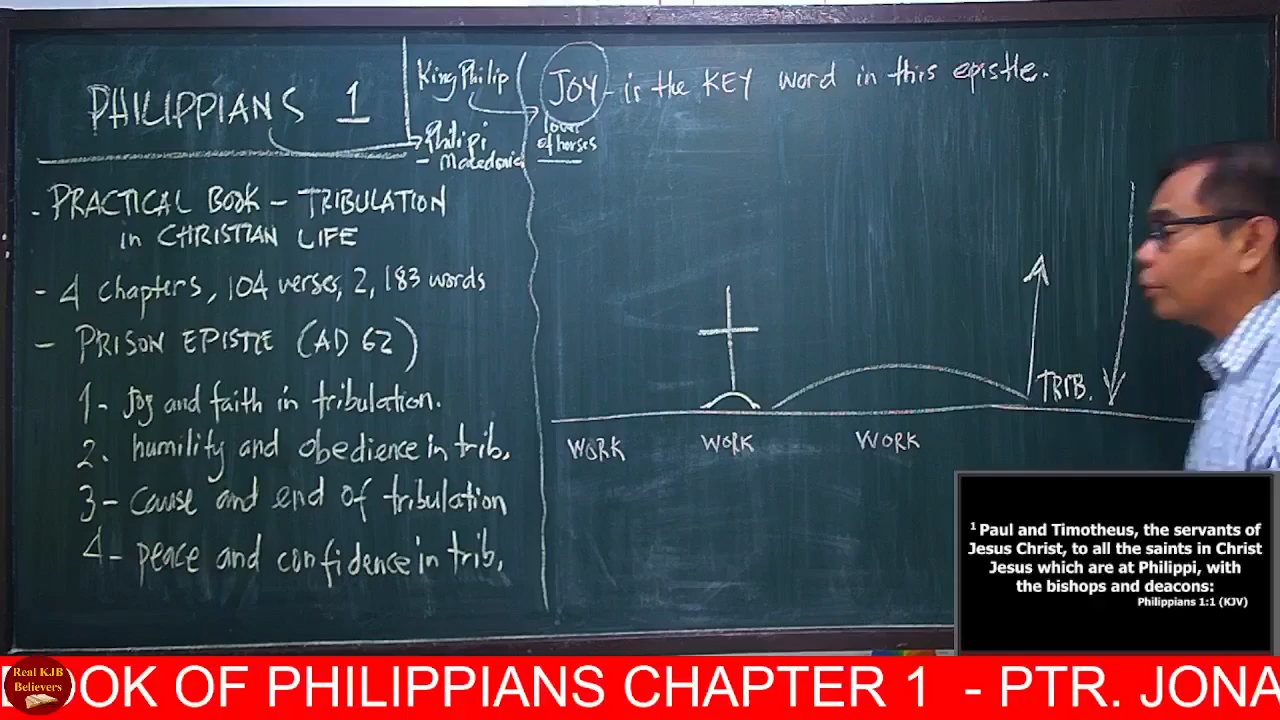 PHILIPPIANS 1
King Philip
lover
of horses
Philipi
- Macedonia
- PRACTICAL BOOK - TRIBULATION
in CHRISTIAN LIFE
- 4 chapters, 104 verses, 2, 183 words
- PRISON EPISTLE (AD 62)
1- Joy and faith in tribulation.
2. humility and obedience in trib.
3- cause and end of tribulation
4- peace and confidence in trib.
JOY - is the KEY word in this epistle.
TRIB.
WORK WORK WORK
1 Paul and Timotheus, the servants of
Jesus Christ, to all the saints in Christ
Jesus which are at Philippi, with
the bishops and deacons:
Philippians 1:1 (KJV)
Real KJB
Believers
OOK OF PHILIPPIANS CHAPTER 1 - PTR. JONA